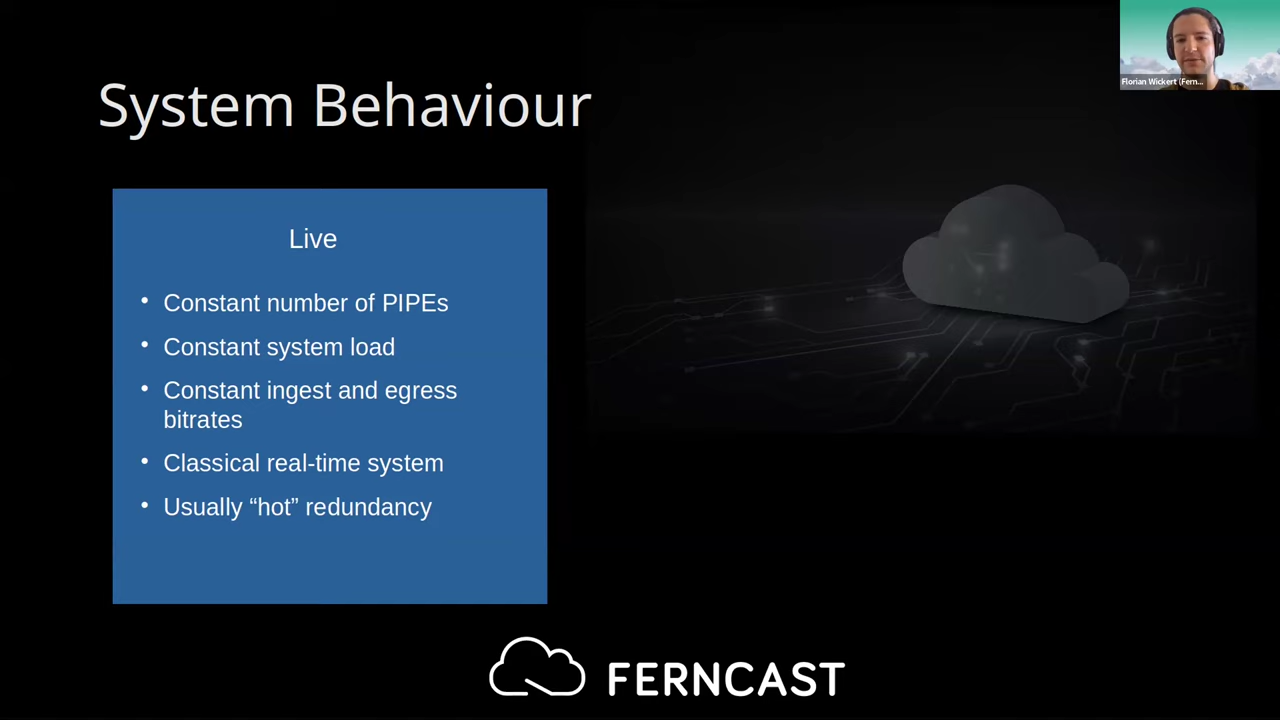 Florian Wickert (Fern...
System Behaviour
Live
• Constant number of PIPEs
• Constant system load
• Constant ingest and egress
bitrates
• Classical real-time system
• Usually “hot” redundancy
FERNCAST